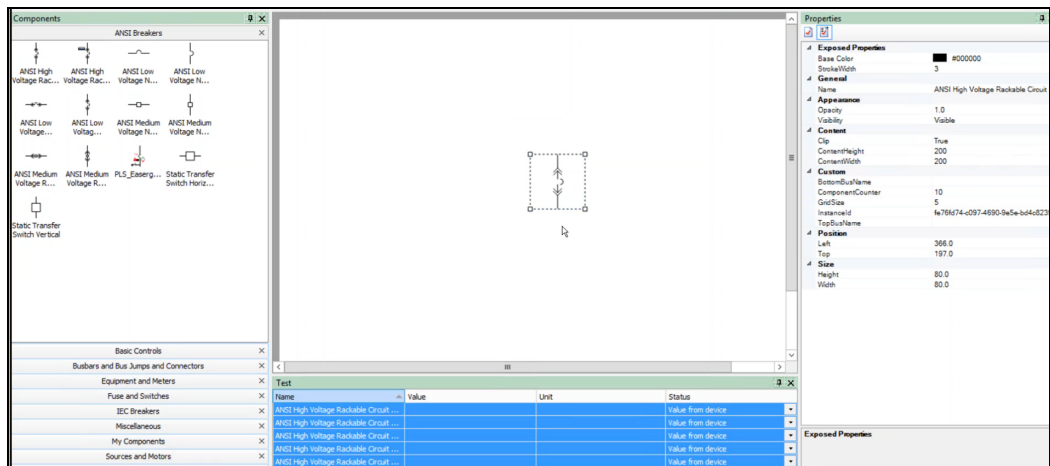 Components
ANSI Breakers
ANSI High Voltage Rac...
ANSI High Voltage Rac...
ANSI Low Voltage N...
ANSI Low Voltage N...
ANSI Low Voltage...
ANSI Low Voltag...
ANSI Medium Voltage N...
ANSI Medium Voltage N...
ANSI Medium Voltage R...
ANSI Medium Voltage R...
PLS_Easerg...
Static Transfer Switch Horiz...
Static Transfer Switch Vertical
Basic Controls
Busbars and Bus Jumps and Connectors
Equipment and Meters
Fuse and Switches
IEC Breakers
Miscellaneous
My Components
Sources and Motors
Test
Name Value Unit Status
ANSI High Voltage Rackable Circuit ... Value from device
ANSI High Voltage Rackable Circuit ... Value from device
ANSI High Voltage Rackable Circuit ... Value from device
ANSI High Voltage Rackable Circuit ... Value from device
ANSI High Voltage Rackable Circuit ... Value from device
Properties
Exposed Properties
Base Color #000000
StrokeWidth 3
General
Name ANSI High Voltage Rackable Circuit
Appearance
Opacity 1.0
Visibility Visible
Content
Clip True
ContentHeight 200
ContentWidth 200
Custom
BottomBusName
ComponentCounter 10
GridSize 5
InstanceId fe76fd74-c097-4690-9e5e-bd4c823
TopBusName
Position
Left 366.0
Top 197.0
Size
Height 80.0
Width 80.0
Exposed Properties